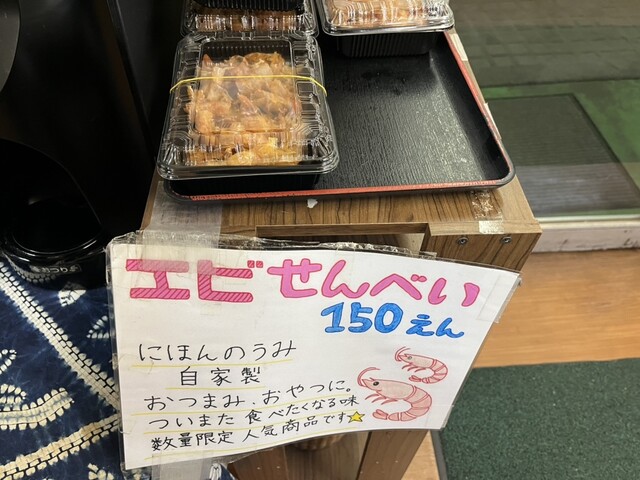 エビせんべい
150えん
にほんのうみ
自家製
おつまみ.おやつに。
ついまた食べたくなる味
数量限定人気商品です